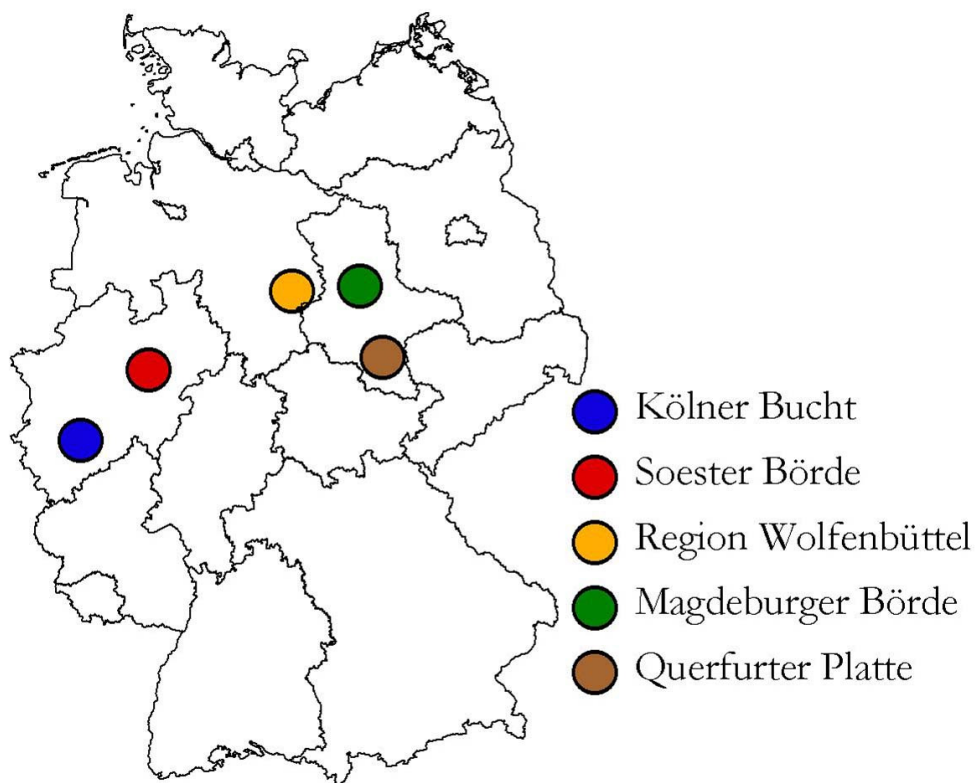 Kölner Bucht
Soester Börde
Region Wolfenbüttel
Magdeburger Börde
Querfurter Platte